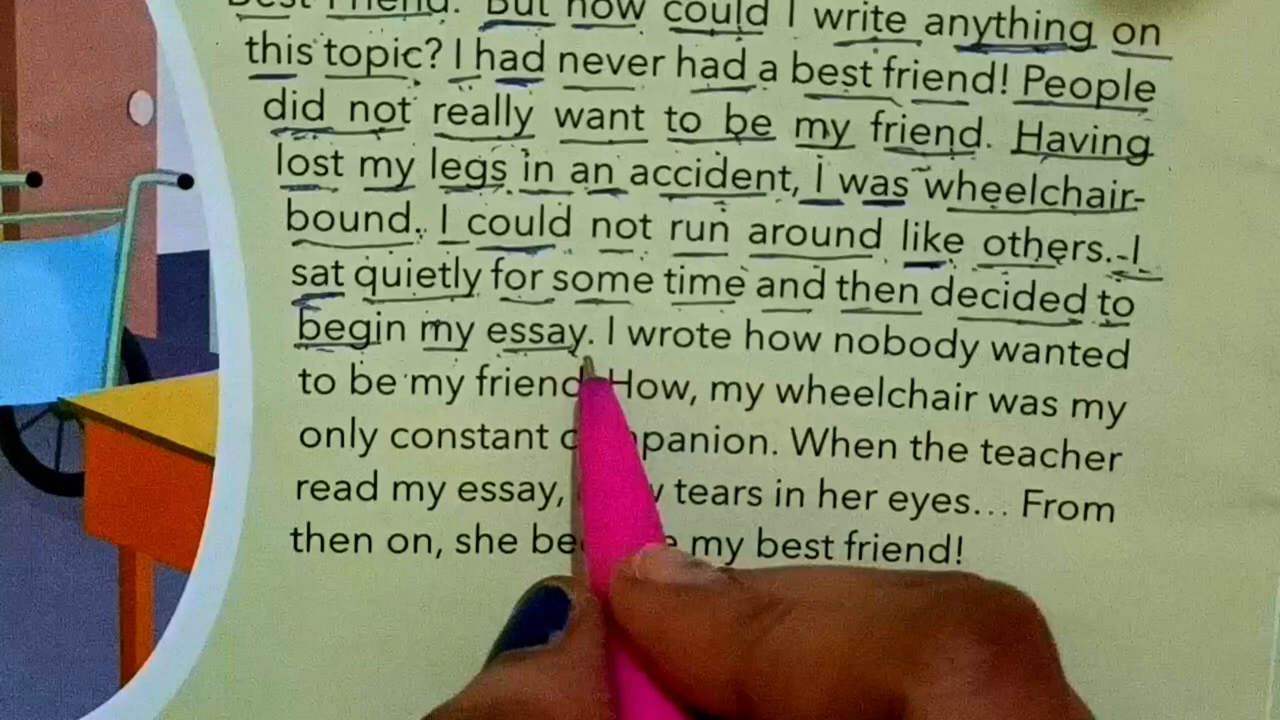 Best Friend. But how could I write anything on
this topic? I had never had a best friend! People
did not really want to be my friend. Having
lost my legs in an accident, I was wheelchair-
bound. I could not run around like others. I
sat quietly for some time and then decided to
begin my essay. I wrote how nobody wanted
to be my friend How, my wheelchair was my
only constant companion. When the teacher
read my essay, tears in her eyes... From
then on, she became my best friend!